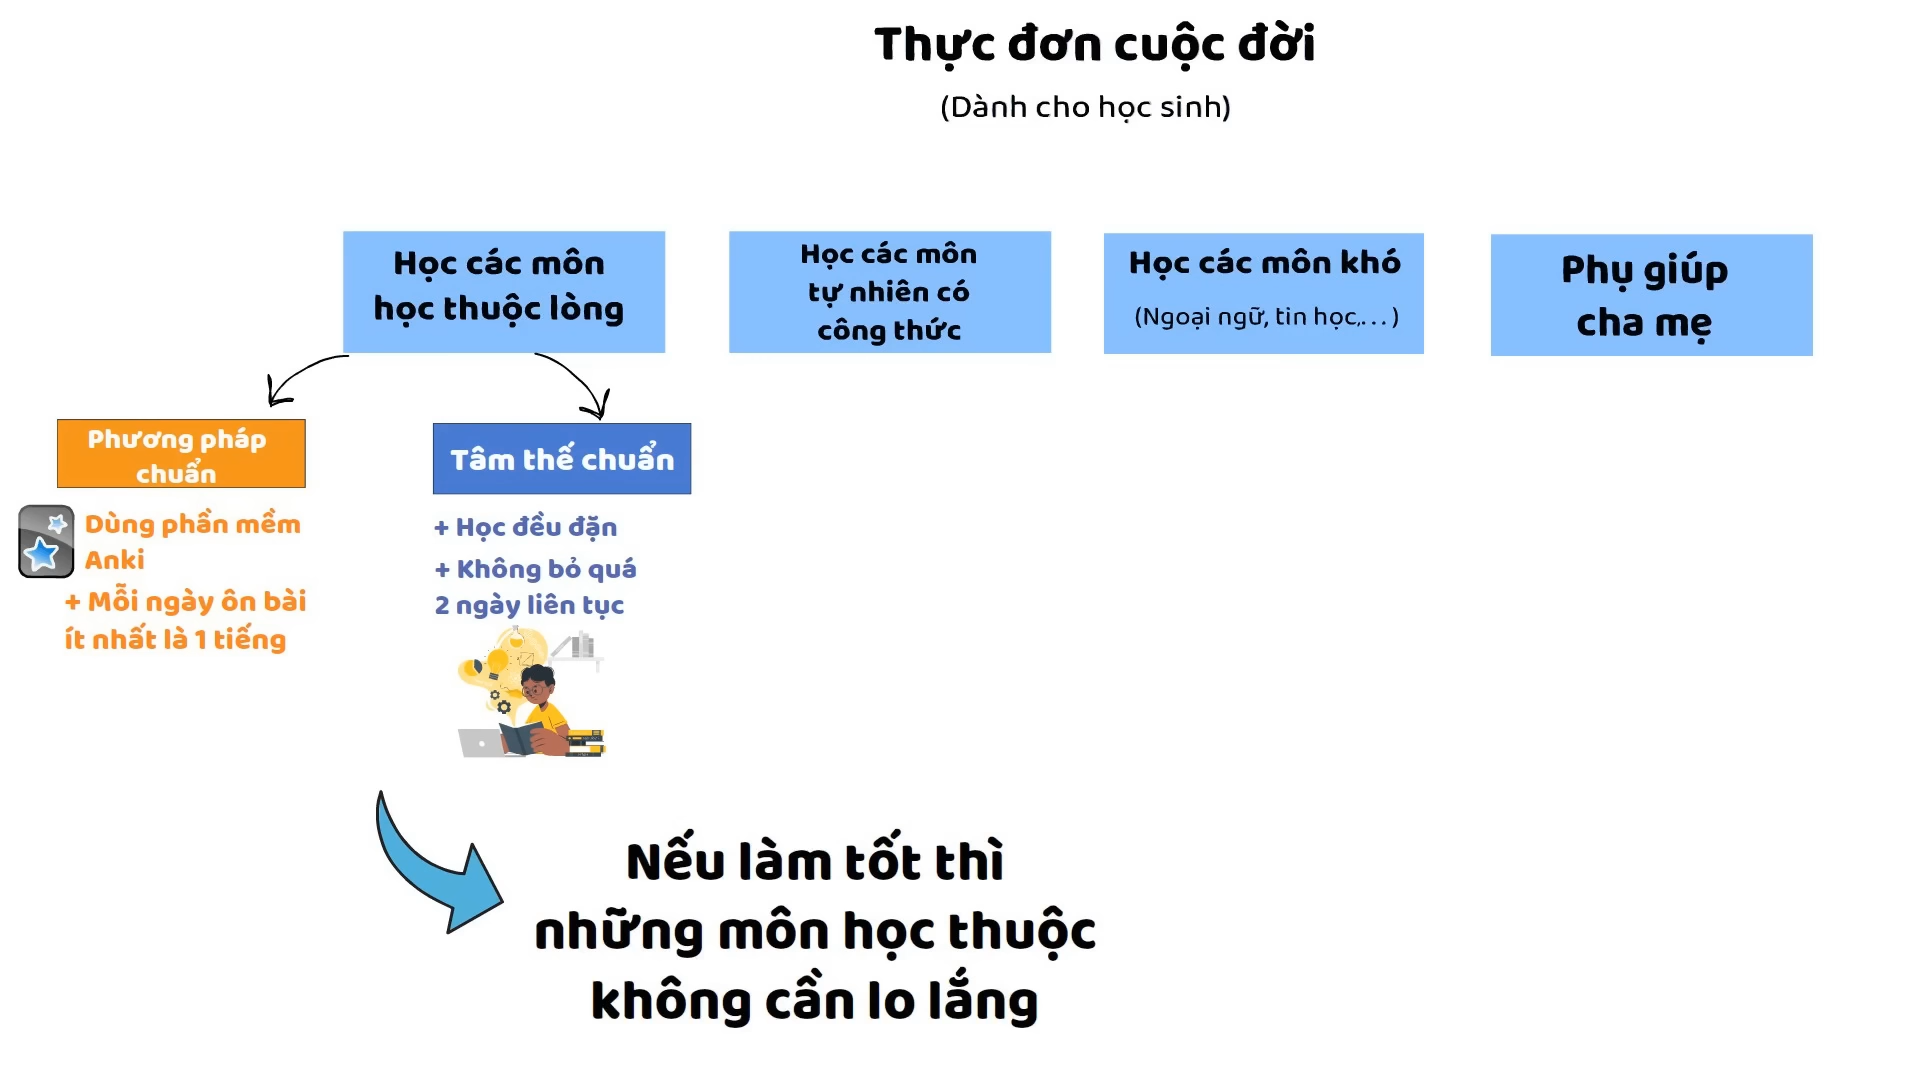 Thực đơn cuộc đời
(Dành cho học sinh)
Học các môn
học thuộc lòng
Học các môn
tự nhiên có
công thức
Học các môn khó
(Ngoại ngữ, tin học,...)
Phụ giúp
cha mẹ
Phương pháp
chuẩn
Dùng phần mềm
Anki
+ Mỗi ngày ôn bài
ít nhất là 1 tiếng
Tâm thế chuẩn
+ Học đều đặn
+ Không bỏ quá
2 ngày liên tục
Nếu làm tốt thì
những môn học thuộc
không cần lo lắng